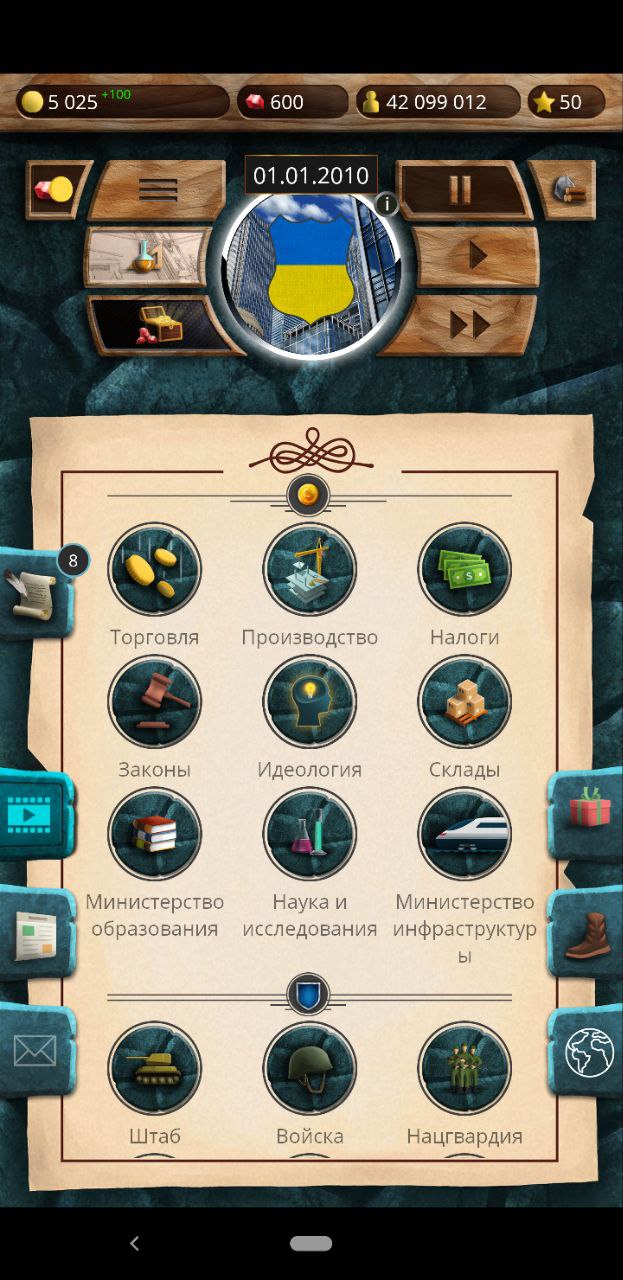 5 025 +100 600 42 099 012 50
01.01.2010
i
1
8
Торговля Производство Налоги
Законы Идеология Склады
Министерство Наука и Министерство
образования исследования инфраструктур
ы
Штаб Войска Нацгвардия